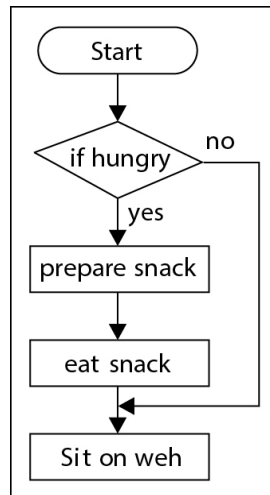 Start
if hungry
no
yes
prepare snack
eat snack
Sit on weh